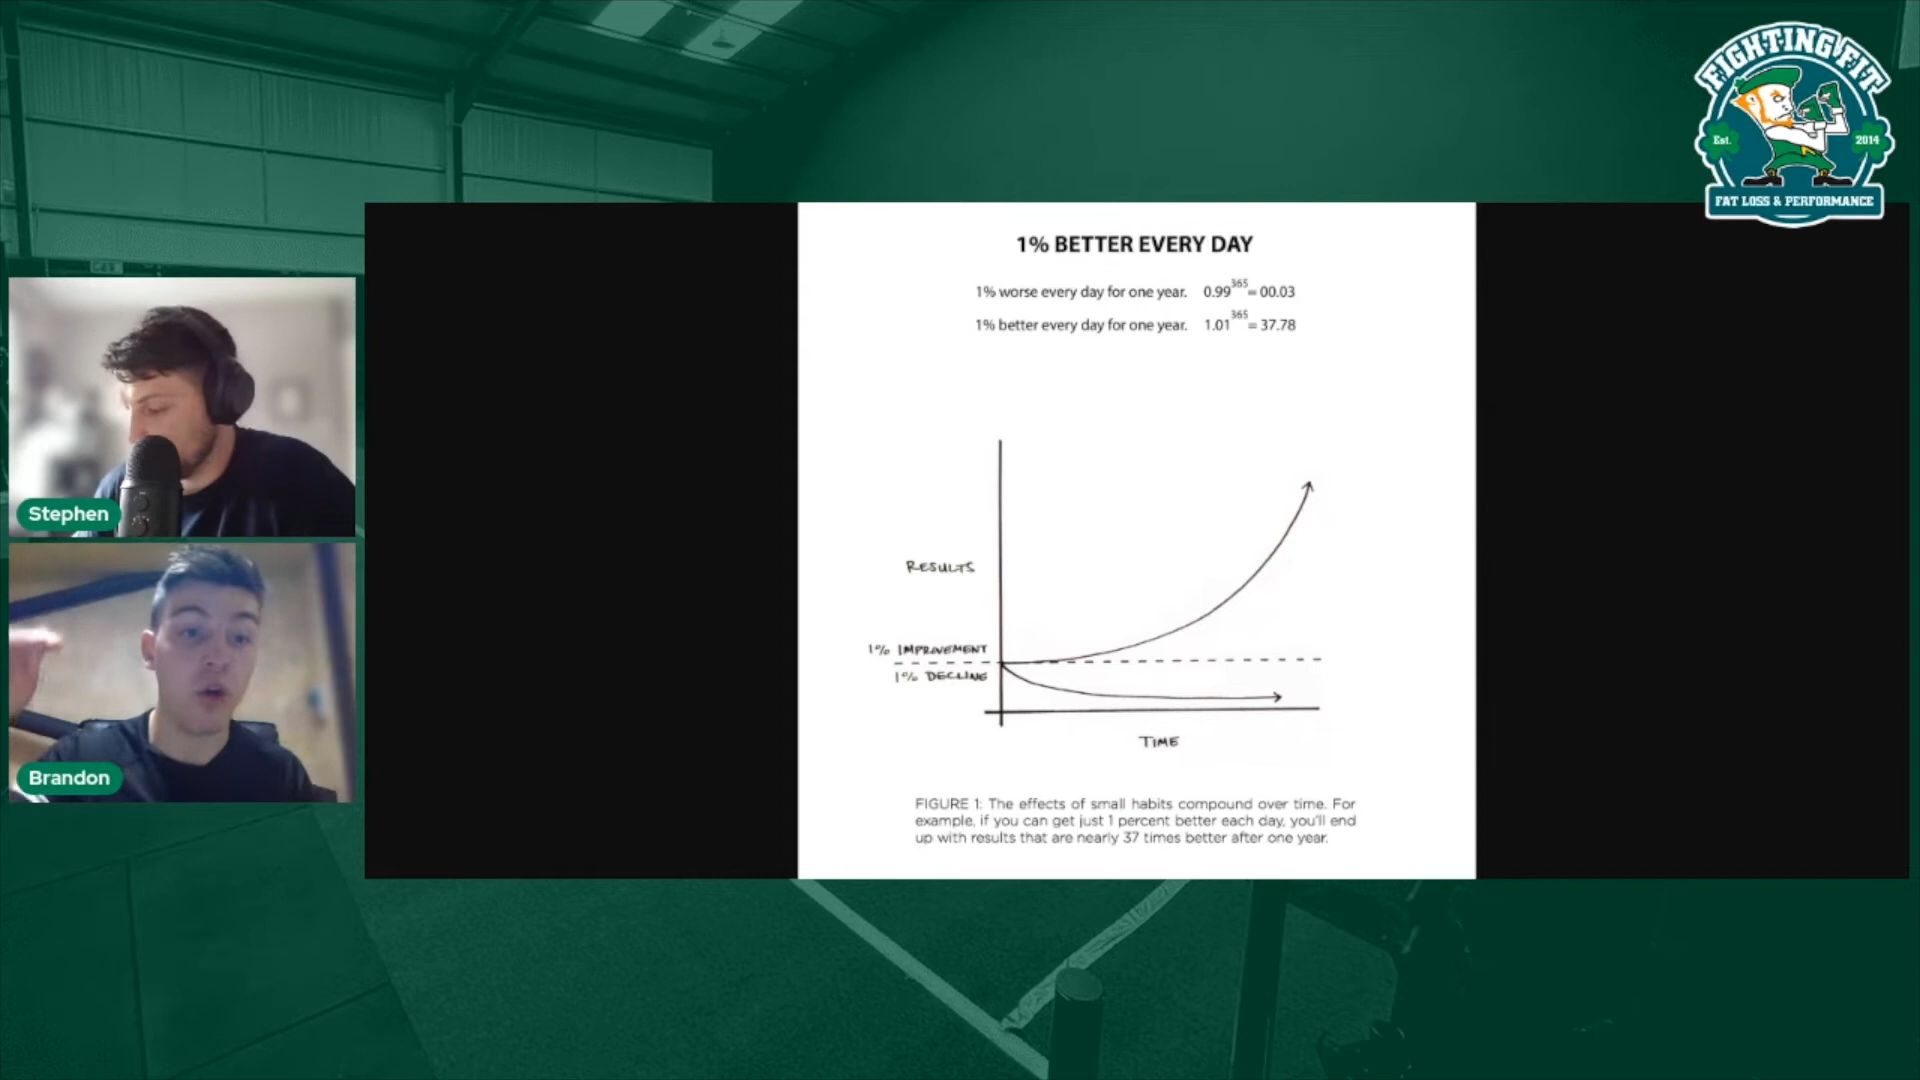 FIGHTING FIT
Est.
2014
FAT LOSS & PERFORMANCE
1% BETTER EVERY DAY
1% worse every day for one year. 0.99^365 = 00.03
1% better every day for one year. 1.01^365 = 37.78
RESULTS
1% IMPROVEMENT
1% DECLINE
TIME
FIGURE 1: The effects of small habits compound over time. For
example, if you can get just 1 percent better each day, you'll end
up with results that are nearly 37 times better after one year.
Stephen
Brandon